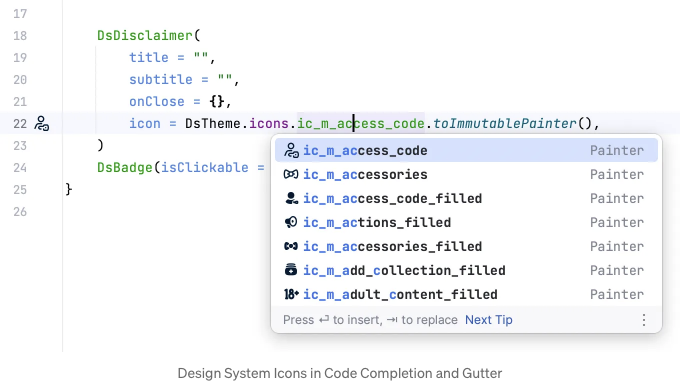 17
18 DsDisclaimer(
19 title = "",
20 subtitle = "",
21 onClose = {},
22 icon = DsTheme.icons.ic_m_access_code.toImmutablePainter(),
23 )
24 DsBadge(isClickable =
25 }
26
ic_m_access_code Painter
ic_m_accessories Painter
ic_m_access_code_filled Painter
ic_m_actions_filled Painter
ic_m_accessories_filled Painter
ic_m_add_collection_filled Painter
18+ ic_m_adult_content_filled Painter
Press ⏎ to insert, ⇥ to replace Next Tip
Design System Icons in Code Completion and Gutter